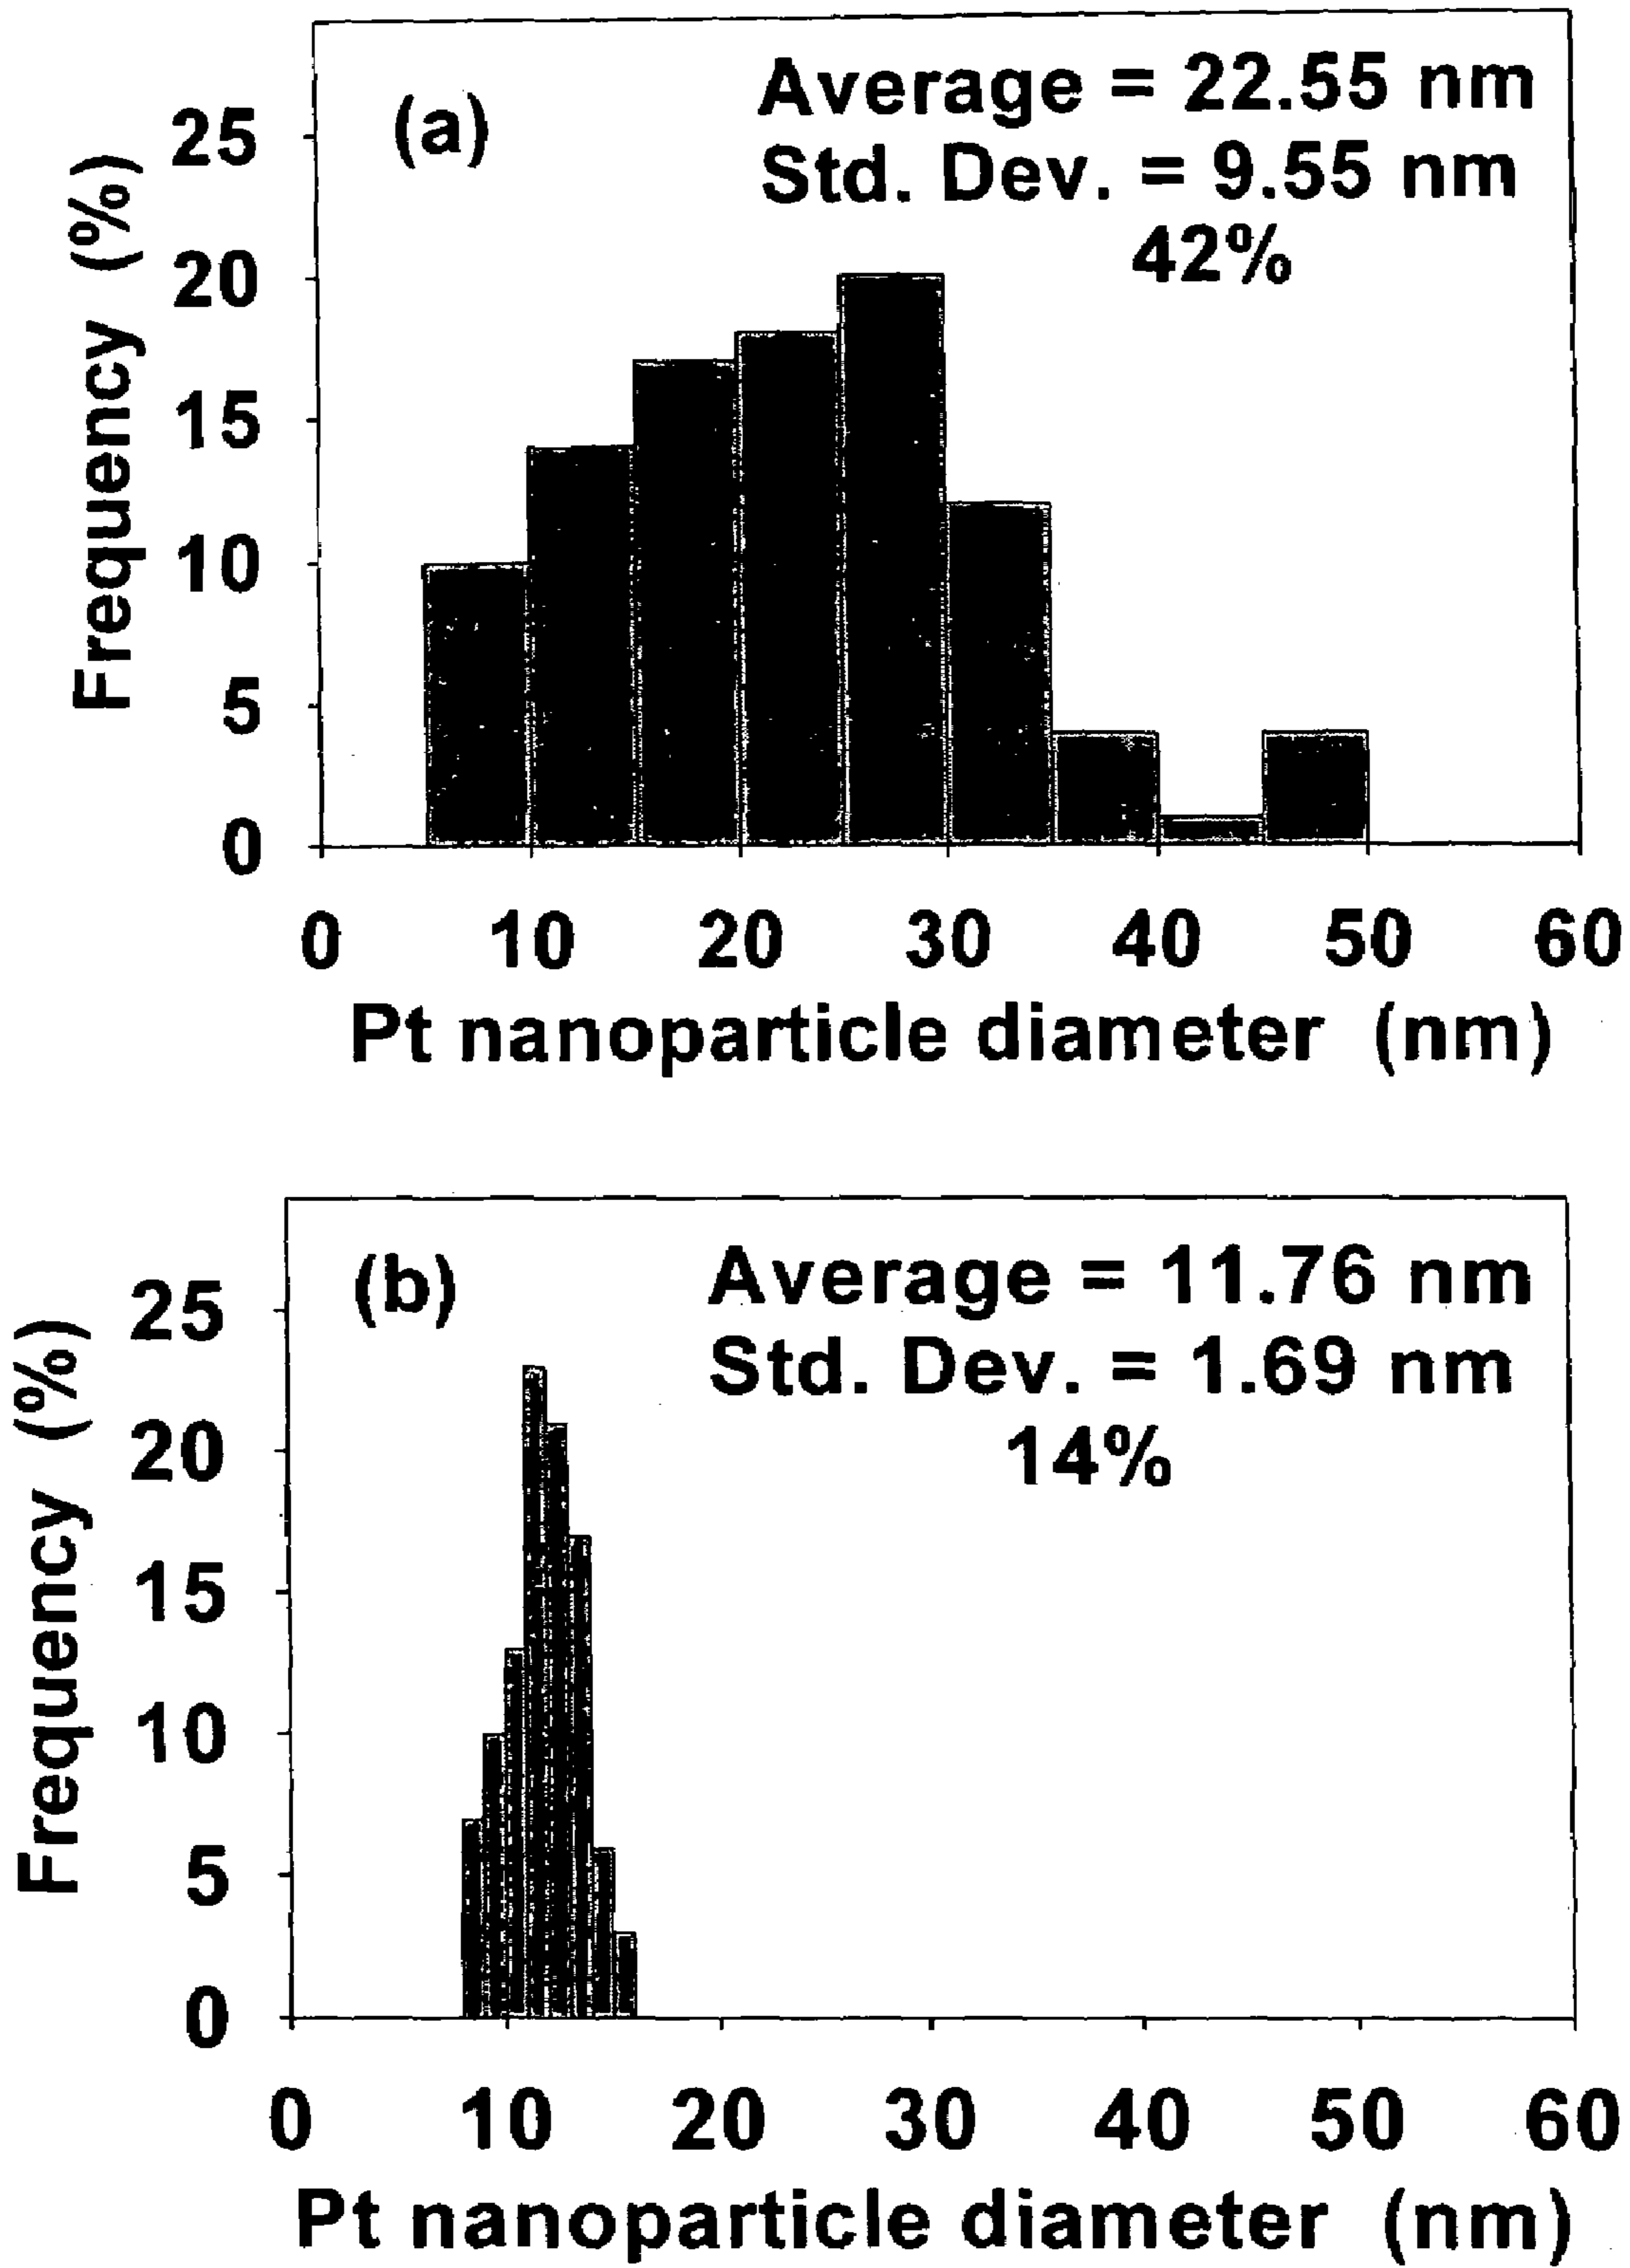 (a)
Average = 22.55 nm
Std. Dev. = 9.55 nm
42%
Frequency (%)
25
20
15
10
5
0
0 10 20 30 40 50 60
Pt nanoparticle diameter (nm)
(b)
Average = 11.76 nm
Std. Dev. = 1.69 nm
14%
Frequency (%)
25
20
15
10
5
0
0 10 20 30 40 50 60
Pt nanoparticle diameter (nm)